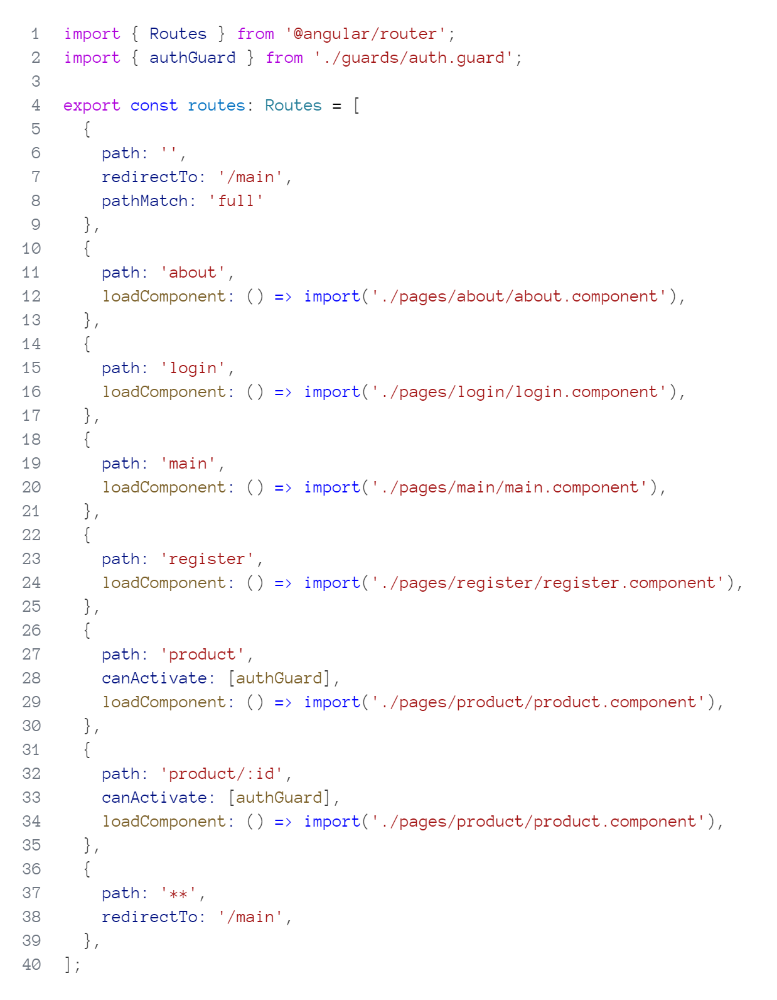 1 import { Routes } from '@angular/router';
2 import { authGuard } from './guards/auth.guard';
3
4 export const routes: Routes = [
5   {
6     path: '',
7     redirectTo: '/main',
8     pathMatch: 'full'
9   },
10   {
11     path: 'about',
12     loadComponent: () => import('./pages/about/about.component'),
13   },
14   {
15     path: 'login',
16     loadComponent: () => import('./pages/login/login.component'),
17   },
18   {
19     path: 'main',
20     loadComponent: () => import('./pages/main/main.component'),
21   },
22   {
23     path: 'register',
24     loadComponent: () => import('./pages/register/register.component'),
25   },
26   {
27     path: 'product',
28     canActivate: [authGuard],
29     loadComponent: () => import('./pages/product/product.component'),
30   },
31   {
32     path: 'product/:id',
33     canActivate: [authGuard],
34     loadComponent: () => import('./pages/product/product.component'),
35   },
36   {
37     path: '**',
38     redirectTo: '/main',
39   },
40 ];